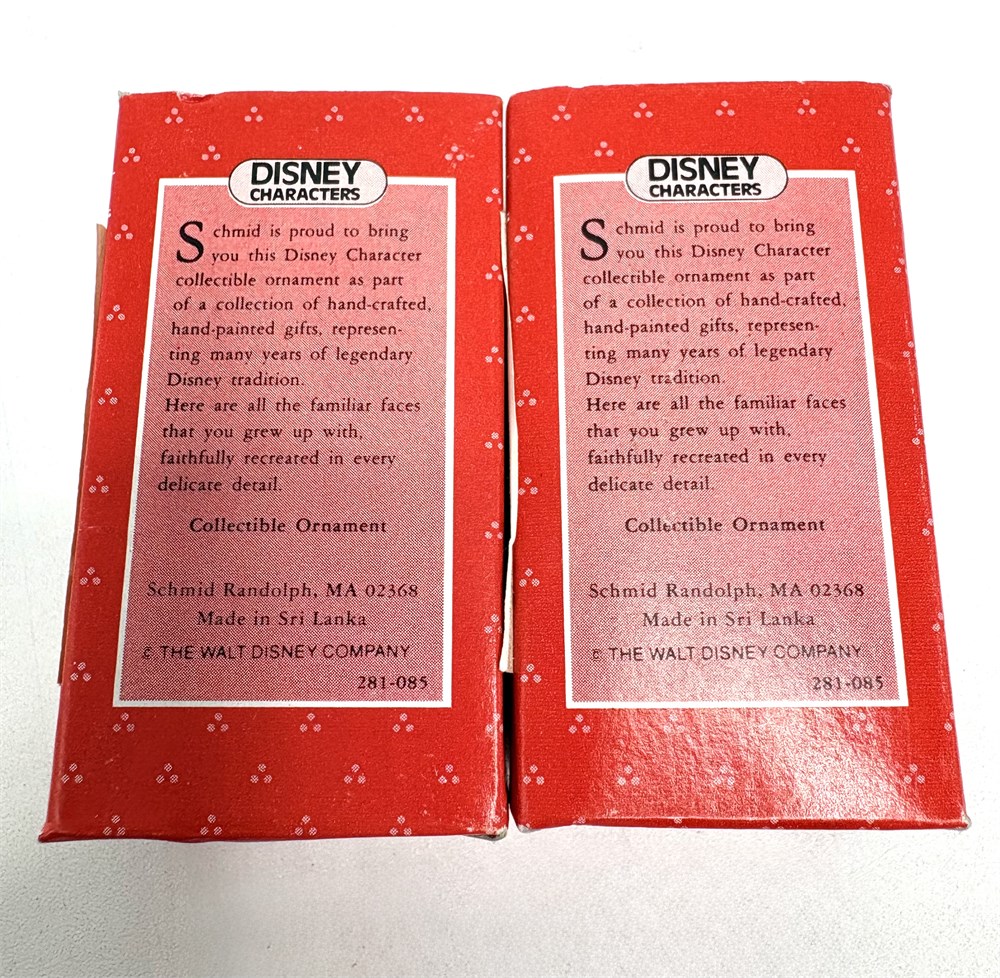 DISNEY
CHARACTERS
Schmid is proud to bring
you this Disney Character
collectible ornament as part
of a collection of hand-crafted,
hand-painted gifts, represen-
ting many years of legendary
Disney tradition.
Here are all the familiar faces
that you grew up with,
faithfully recreated in every
delicate detail.
Collectible Ornament
Schmid Randolph, MA 02368
Made in Sri Lanka
© THE WALT DISNEY COMPANY
281-085
DISNEY
CHARACTERS
Schmid is proud to bring
you this Disney Character
collectible ornament as part
of a collection of hand-crafted,
hand-painted gifts, represen-
ting many years of legendary
Disney tradition.
Here are all the familiar faces
that you grew up with,
faithfully recreated in every
delicate detail.
Collectible Ornament
Schmid Randolph, MA 02368
Made in Sri Lanka
© THE WALT DISNEY COMPANY
281-085